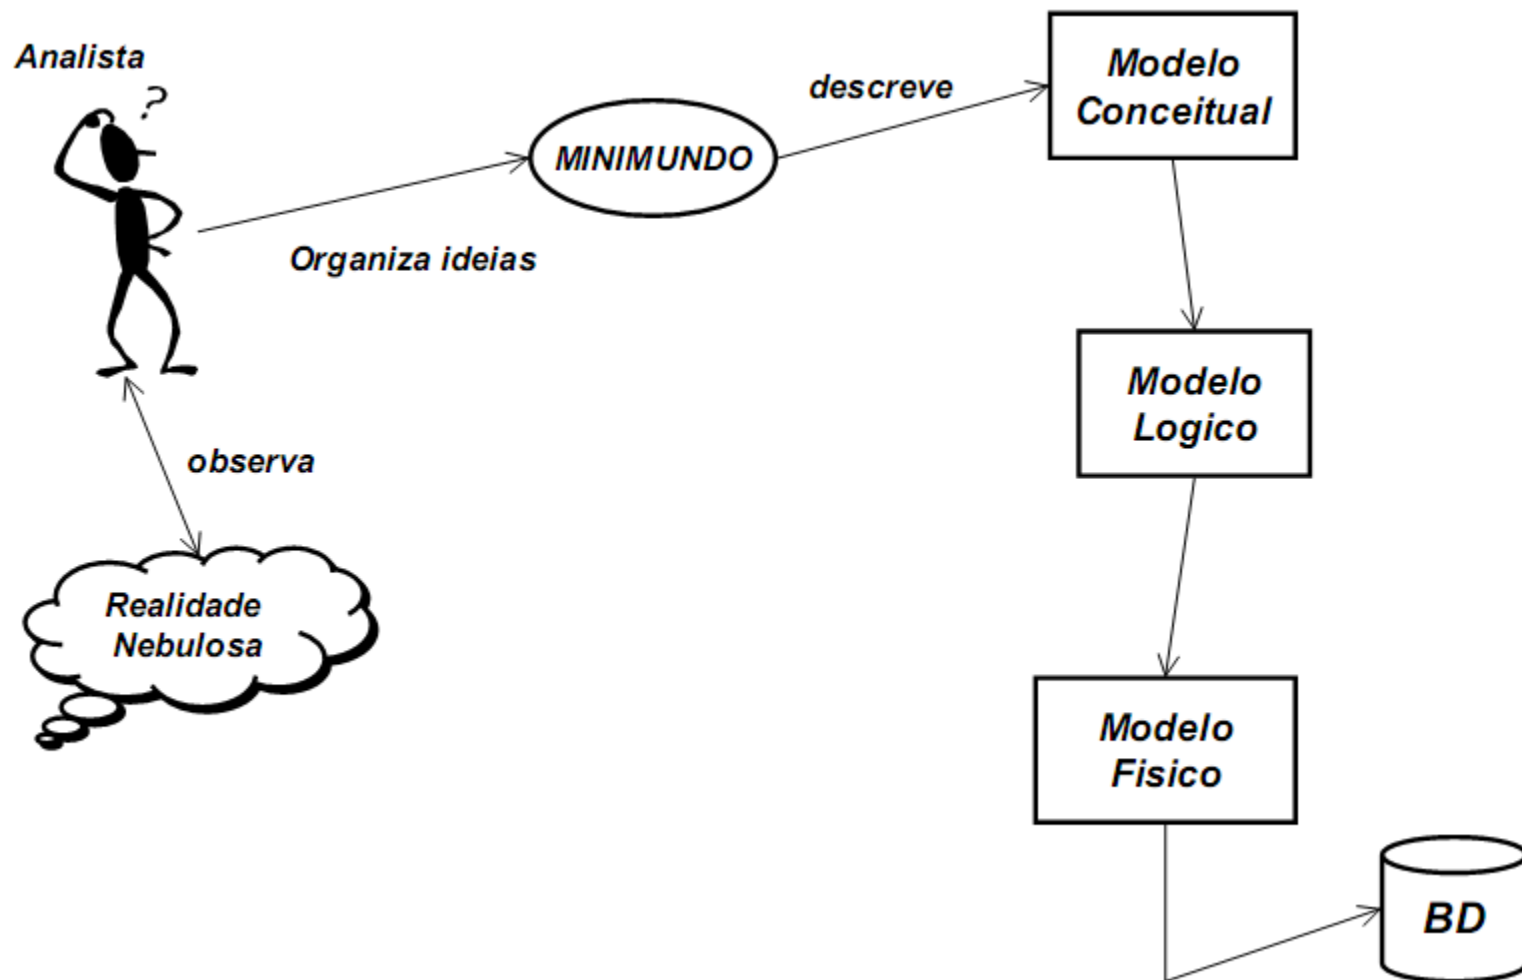 Analista
?
Organiza ideias
MINIMUNDO
descreve
Modelo
Conceitual
Modelo
Logico
Modelo
Fisico
BD
observa
Realidade
Nebulosa